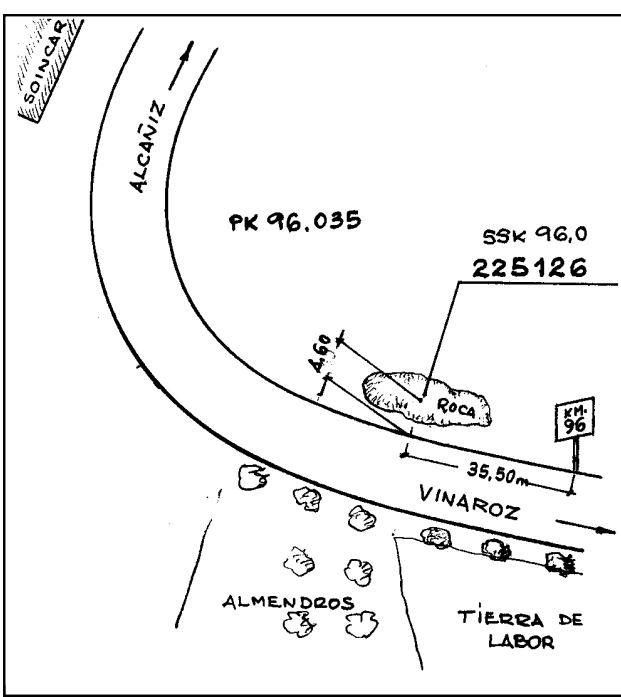 SOINCAR
ALCAÑIZ
PK 96.035
SSK 96,0
225126
4,60
ROCA
KM.
96
35,50m
VINAROZ
ALMENDROS
TIERRA DE
LABOR